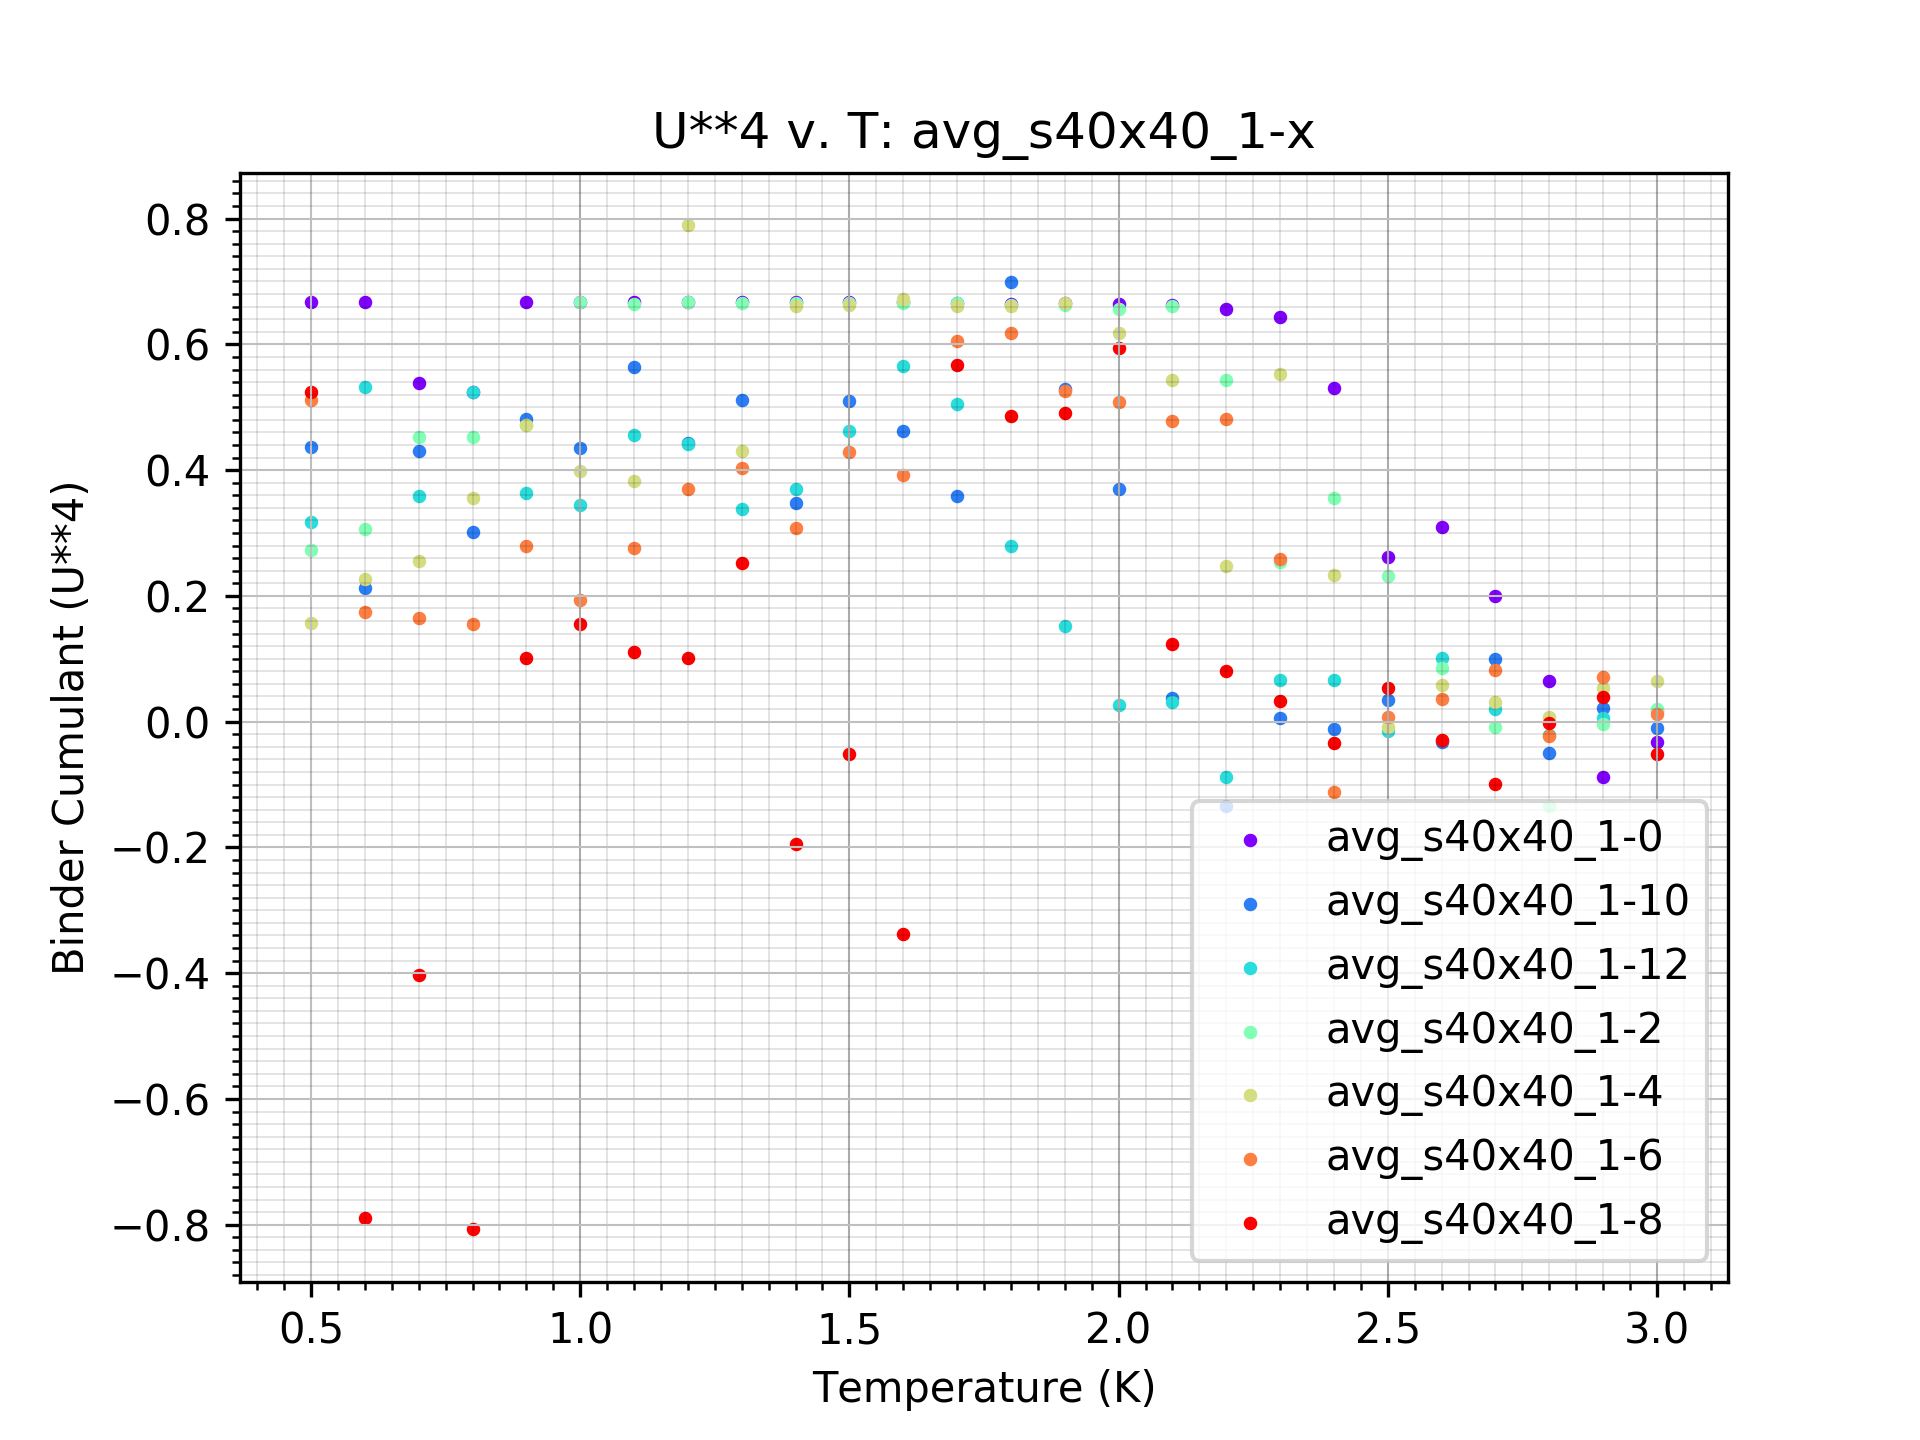 U**4 v. T: avg_s40x40_1-x
Binder Cumulant (U**4)
0.8
0.6
0.4
0.2
0.0
−0.2
−0.4
−0.6
−0.8
avg_s40x40_1-0
avg_s40x40_1-10
avg_s40x40_1-12
avg_s40x40_1-2
avg_s40x40_1-4
avg_s40x40_1-6
avg_s40x40_1-8
0.5 1.0 1.5 2.0 2.5 3.0
Temperature (K)